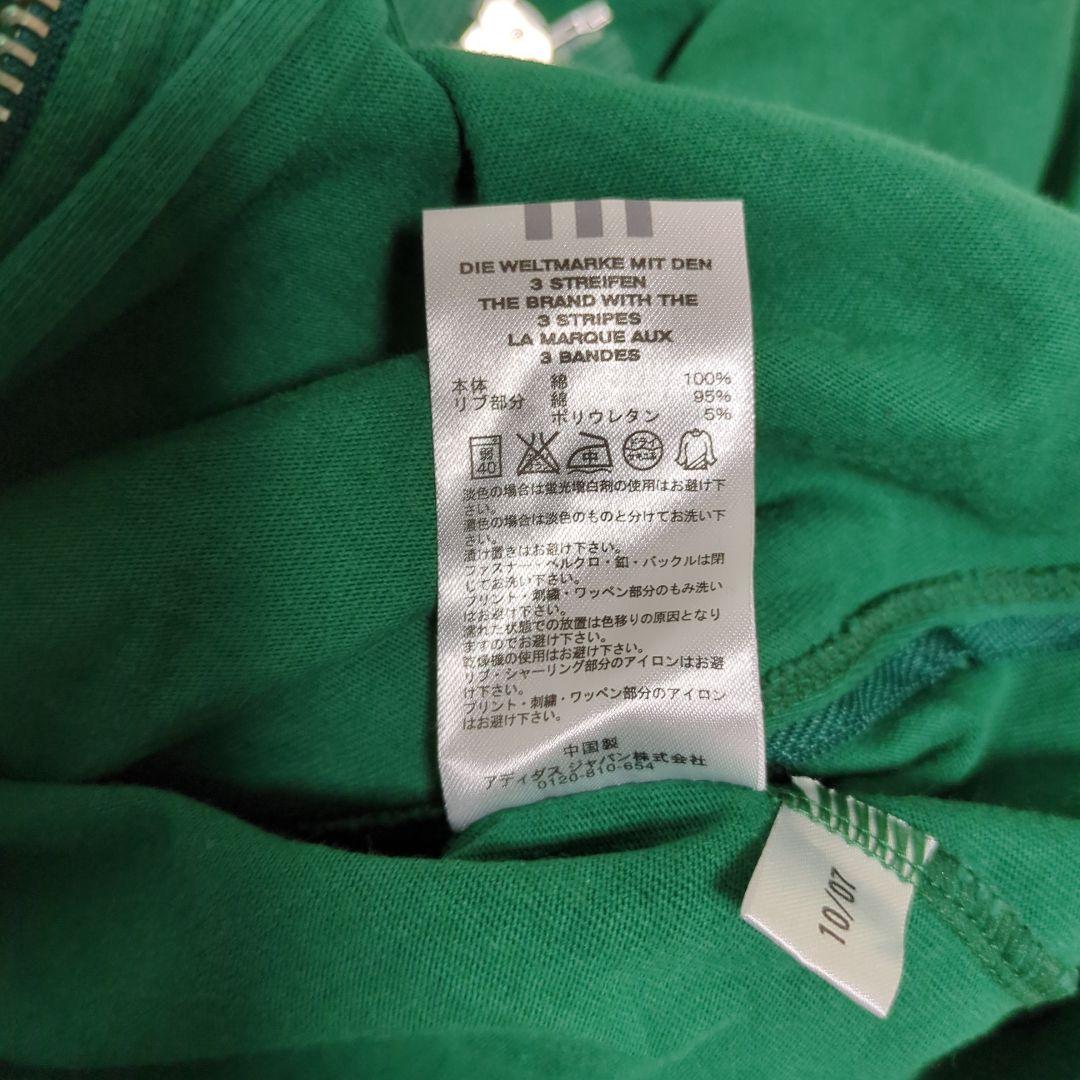 DIE WELTMARKE MIT DEN
3 STREIFEN
THE BRAND WITH THE
3 STRIPES
LA MARQUE AUX
3 BANDES
本体 綿 100%
リブ部分 綿 95%
ポリウレタン 5%
弱 40 中 ドライ セキユ系
淡色の場合は蛍光増白剤の使用はお避け下
さい。
濃色の場合は淡色のものと分けてお洗い下
さい。
漬け置きはお避け下さい。
ファスナー・ベルクロ・釦・バックルは閉
じてお洗い下さい。
プリント・刺繍・ワッペン部分のもみ洗い
はお避け下さい。
濡れた状態での放置は色移りの原因となり
ますのでお避け下さい。
乾燥機の使用はお避け下さい。
リブ・シャーリング部分のアイロンはお避
け下さい。
プリント・刺繍・ワッペン部分のアイロン
はお避け下さい。
中国製
アディダス ジャパン株式会社
0120-810-654
10/07